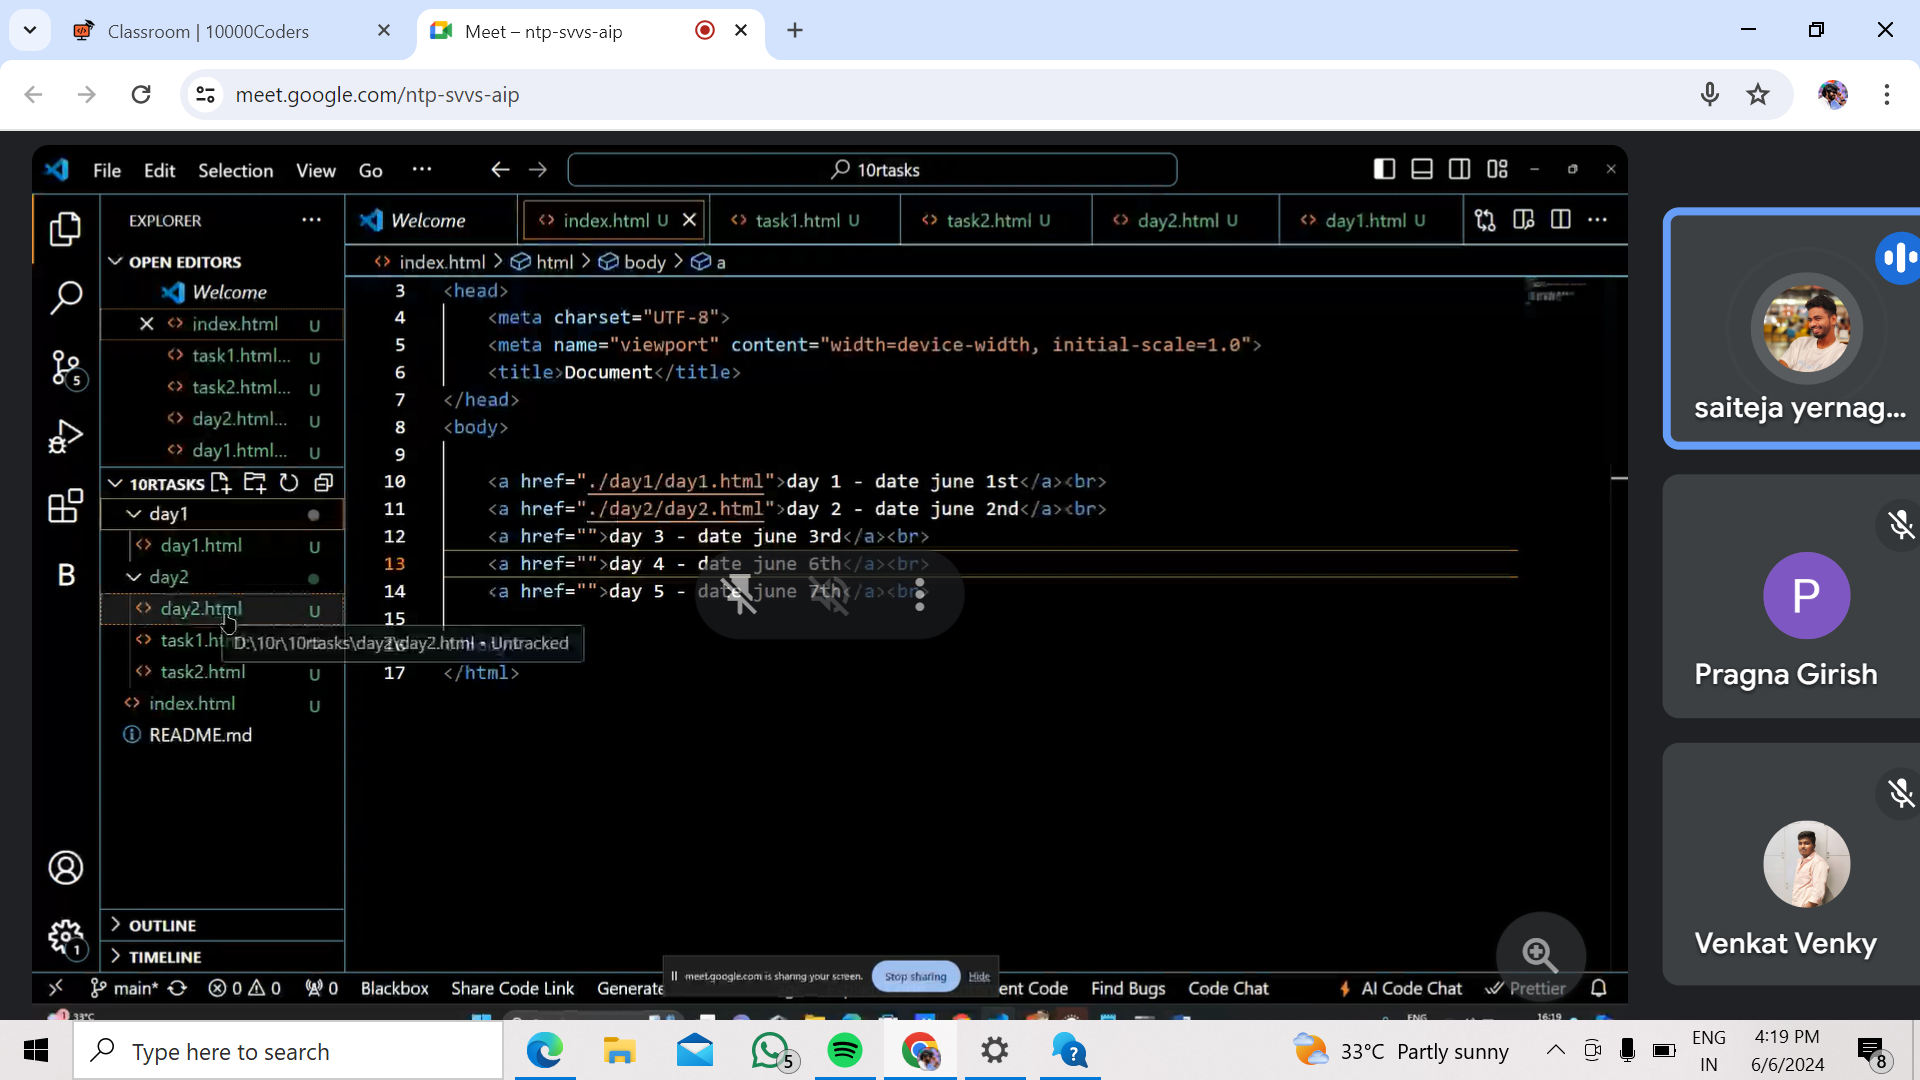 Classroom | 10000Coders
Meet – ntp-svvs-aip
meet.google.com/ntp-svvs-aip
File Edit Selection View Go ···
10rtasks
EXPLORER
Welcome
index.html U
task1.html U
task2.html U
day2.html U
day1.html U
index.html > html > body > a
OPEN EDITORS
Welcome
index.html U
task1.html... U
task2.html... U
day2.html... U
day1.html... U
10RTASKS
day1
day1.html U
day2
day2.html U
task1.ht
task2.html U
index.html U
README.md
D:\10r\10rtasks\day2\day2.html • Untracked
OUTLINE
TIMELINE
5
B
1
3 <head>
4 <meta charset="UTF-8">
5 <meta name="viewport" content="width=device-width, initial-scale=1.0">
6 <title>Document</title>
7 </head>
8 <body>
9
10 <a href="./day1/day1.html">day 1 - date june 1st</a><br>
11 <a href="./day2/day2.html">day 2 - date june 2nd</a><br>
12 <a href="">day 3 - date june 3rd</a><br>
13 <a href="">day 4 - date june 6th</a><br>
14 <a href="">day 5 - date june 7th</a><br>
15
17 </html>
meet.google.com is sharing your screen. Stop sharing Hide
main* 0 0 0 Blackbox Share Code Link Generate
ent Code Find Bugs Code Chat AI Code Chat Prettier
33°C
ENG
16:19
saiteja yernag...
P
Pragna Girish
Venkat Venky
Type here to search
5
33°C Partly sunny
ENG
IN
4:19 PM
6/6/2024
8